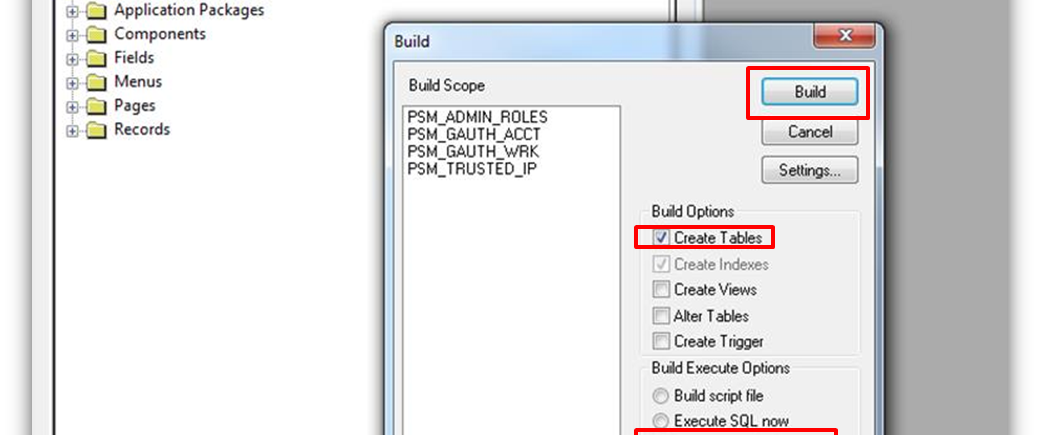 Application Packages
Components
Fields
Menus
Pages
Records
Build
Build Scope
PSM_ADMIN_ROLES
PSM_GAUTH_ACCT
PSM_GAUTH_WRK
PSM_TRUSTED_IP
Build
Cancel
Settings...
Build Options
Create Tables
Create Indexes
Create Views
Alter Tables
Create Trigger
Build Execute Options
Build script file
Execute SQL now